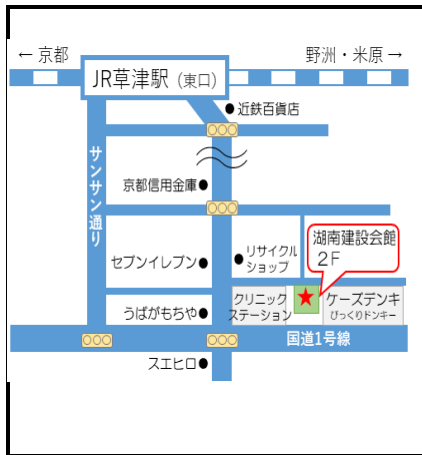 ← 京都
野洲・米原 →
JR草津駅（東口）
近鉄百貨店
サンサン通り
京都信用金庫
湖南建設会館
２Ｆ
リサイクル
ショップ
セブンイレブン
クリニック
ステーション
ケーズデンキ
びっくりドンキー
うばがもちや
国道1号線
スエヒロ